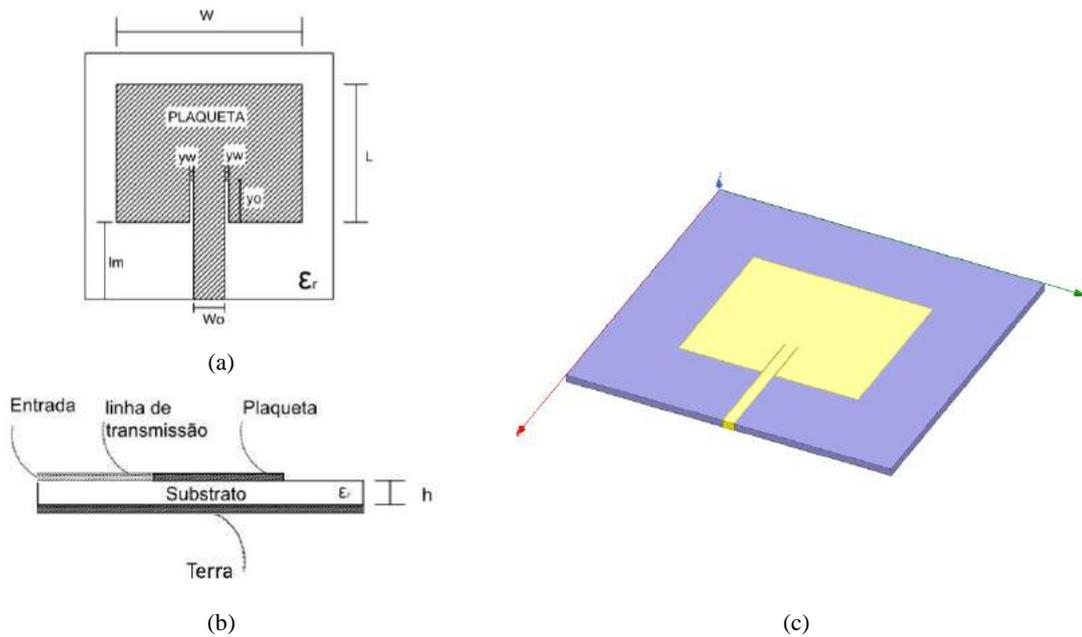 W
PLAQUETA
yw yw
L
yo
lm
εr
Wo
(a)
Entrada
linha de
transmissão
Plaqueta
Substrato
εr
h
Terra
(b)
(c)